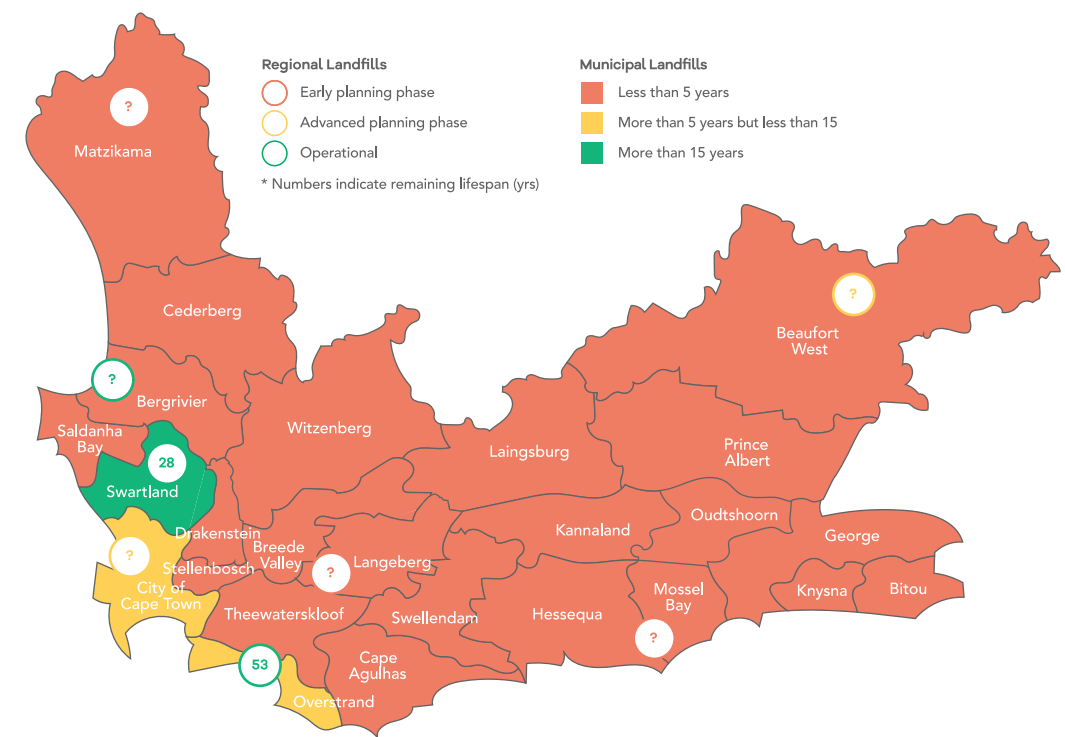 Regional Landfills
Early planning phase
Advanced planning phase
Operational
* Numbers indicate remaining lifespan (yrs)
Municipal Landfills
Less than 5 years
More than 5 years but less than 15
More than 15 years
?
Matzikama
Cederberg
?
Beaufort
West
?
Bergrivier
Saldanha
Bay
Witzenberg
Laingsburg
Prince
Albert
28
Swartland
Drakenstein
Breede
Valley
Kannaland
Oudtshoorn
George
?
Stellenbosch
?
Langeberg
City of
Cape Town
Theewaterskloof
Swellendam
Hessequa
Mossel
Bay
?
Knysna
Bitou
53
Cape
Agulhas
Overstrand